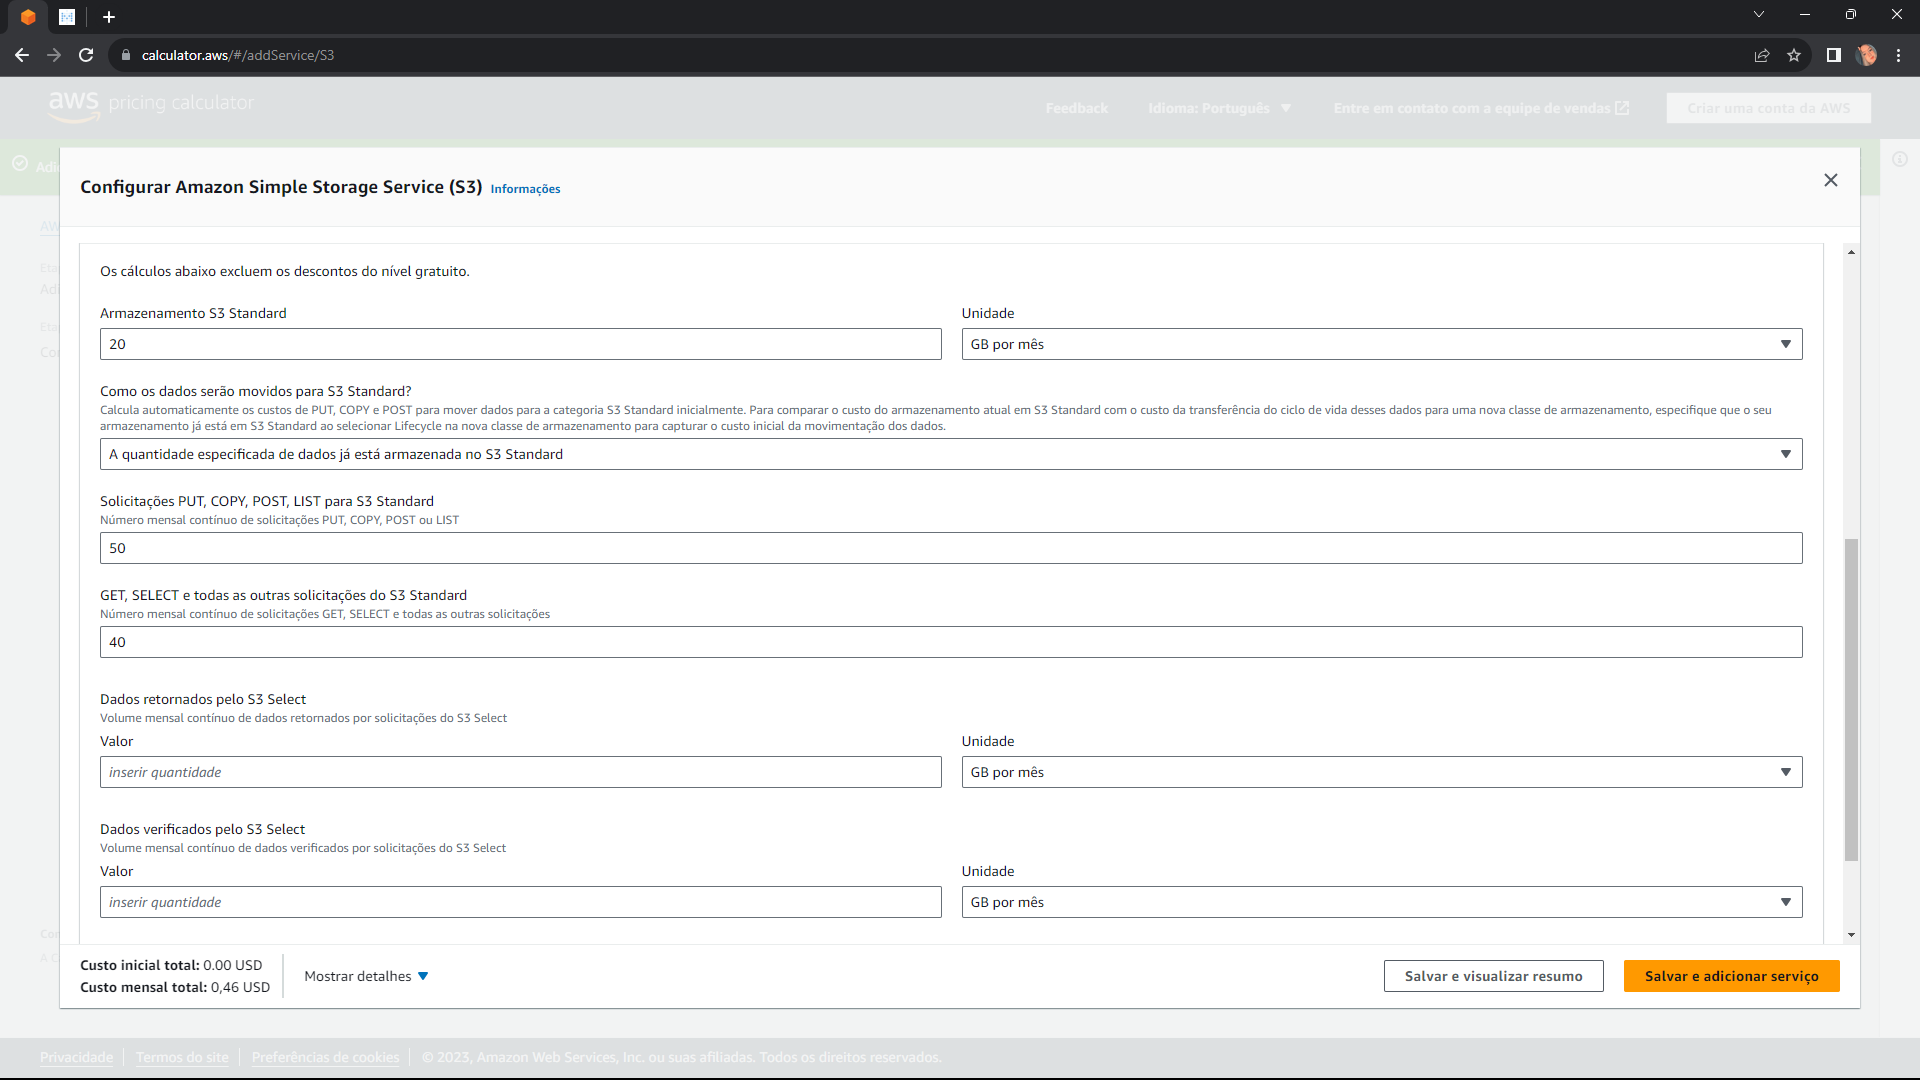 calculator.aws/#/addService/S3
aws pricing calculator
Feedback
Idioma: Português
Entre em contato com a equipe de vendas
Criar uma conta da AWS
Configurar Amazon Simple Storage Service (S3) Informações
Os cálculos abaixo excluem os descontos do nível gratuito.
Armazenamento S3 Standard
Unidade
20
GB por mês
Como os dados serão movidos para S3 Standard?
Calcula automaticamente os custos de PUT, COPY e POST para mover dados para a categoria S3 Standard inicialmente. Para comparar o custo do armazenamento atual em S3 Standard com o custo da transferência do ciclo de vida desses dados para uma nova classe de armazenamento, especifique que o seu
armazenamento já está em S3 Standard ao selecionar Lifecycle na nova classe de armazenamento para capturar o custo inicial da movimentação dos dados.
A quantidade especificada de dados já está armazenada no S3 Standard
Solicitações PUT, COPY, POST, LIST para S3 Standard
Número mensal contínuo de solicitações PUT, COPY, POST ou LIST
50
GET, SELECT e todas as outras solicitações do S3 Standard
Número mensal contínuo de solicitações GET, SELECT e todas as outras solicitações
40
Dados retornados pelo S3 Select
Volume mensal contínuo de dados retornados por solicitações do S3 Select
Valor
Unidade
inserir quantidade
GB por mês
Dados verificados pelo S3 Select
Volume mensal contínuo de dados verificados por solicitações do S3 Select
Valor
Unidade
inserir quantidade
GB por mês
Custo inicial total: 0.00 USD
Custo mensal total: 0,46 USD
Mostrar detalhes
Salvar e visualizar resumo
Salvar e adicionar serviço
Privacidade
Termos do site
Preferências de cookies
© 2023, Amazon Web Services, Inc. ou suas afiliadas. Todos os direitos reservados.